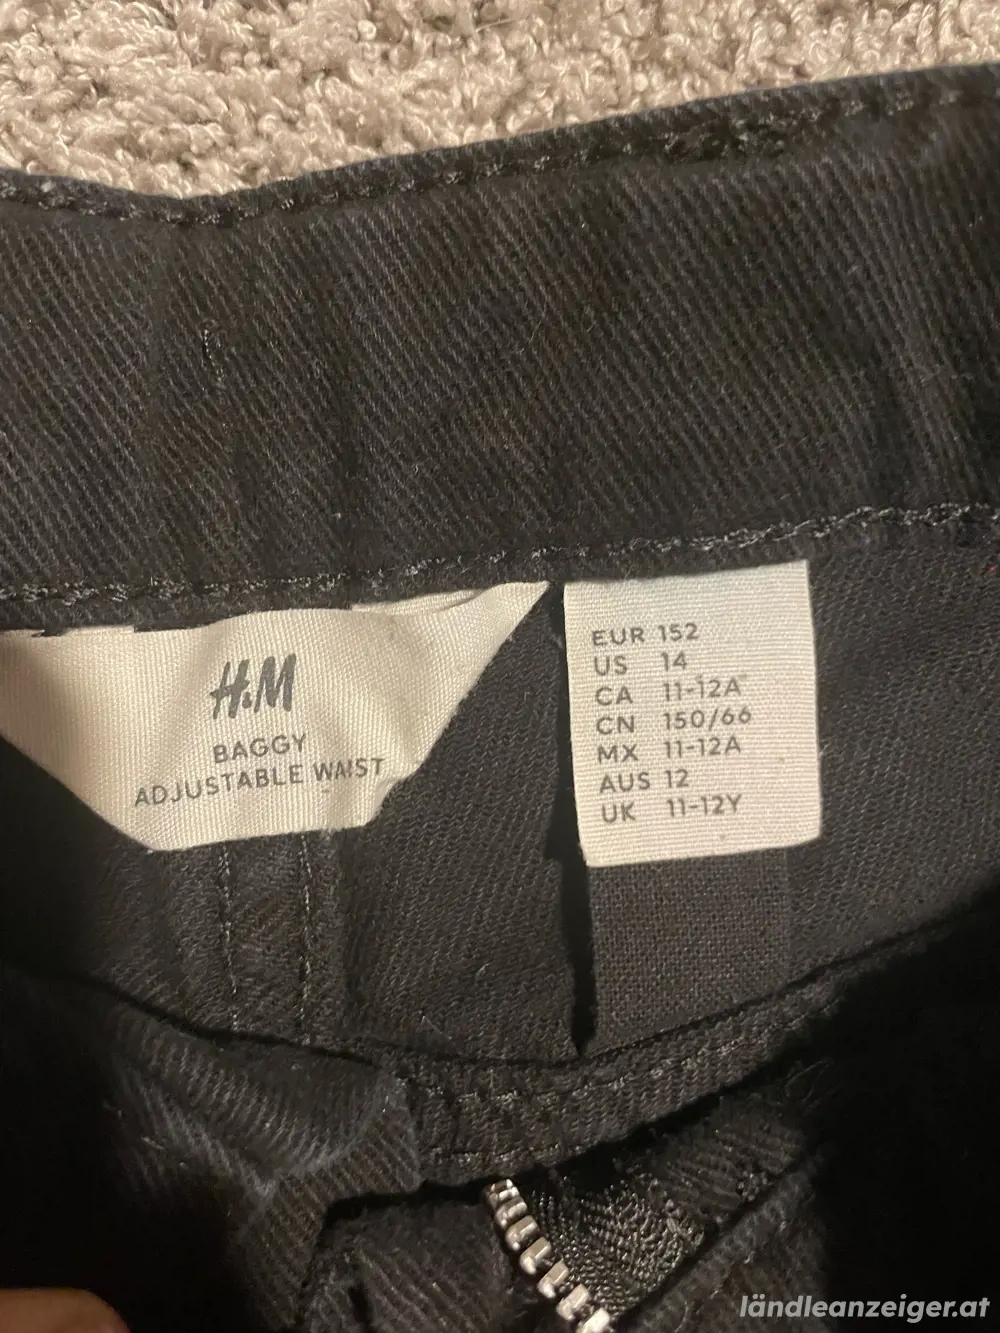 H&M
BAGGY
ADJUSTABLE WAIST
EUR 152
US 14
CA 11-12A
CN 150/66
MX 11-12A
AUS 12
UK 11-12Y
ländleanzeiger.at